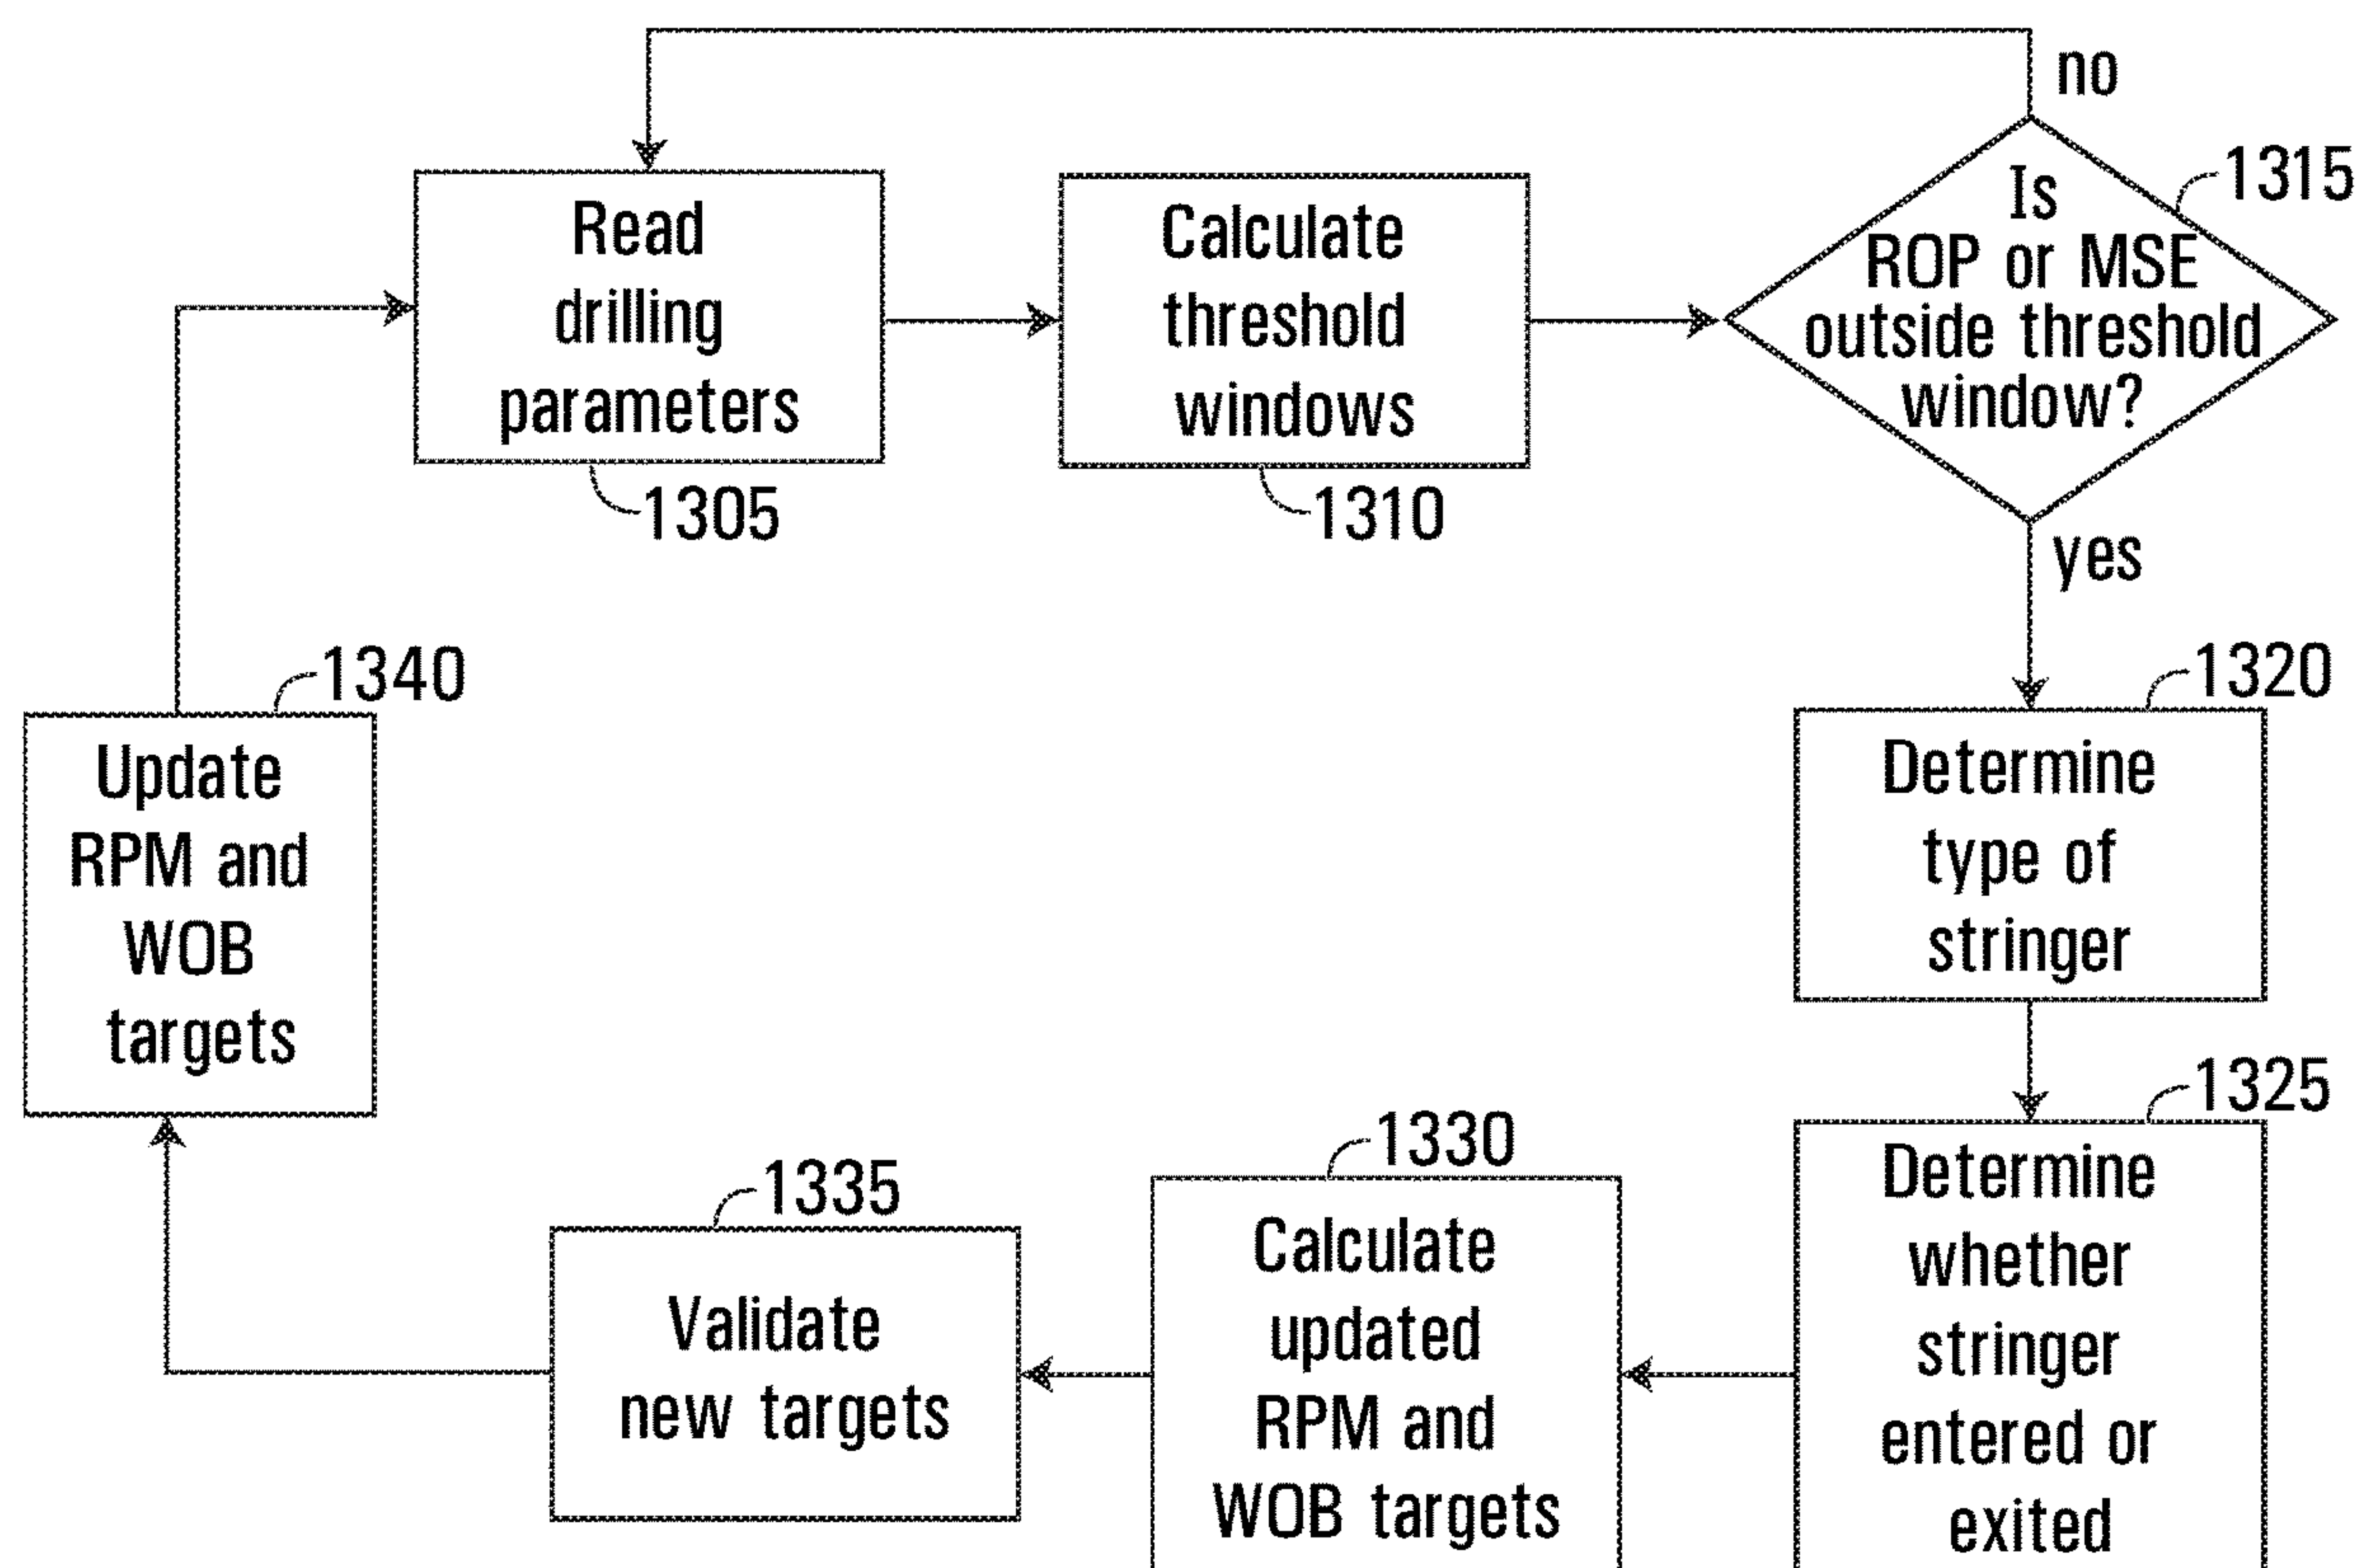 no
Read
drilling
parameters
1305
Calculate
threshold
windows
1310
Is
ROP or MSE
outside threshold
window?
1315
yes
1320
Determine
type of
stringer
1325
Determine
whether
stringer
entered or
exited
1330
Calculate
updated
RPM and
WOB targets
1335
Validate
new targets
1340
Update
RPM and
WOB
targets